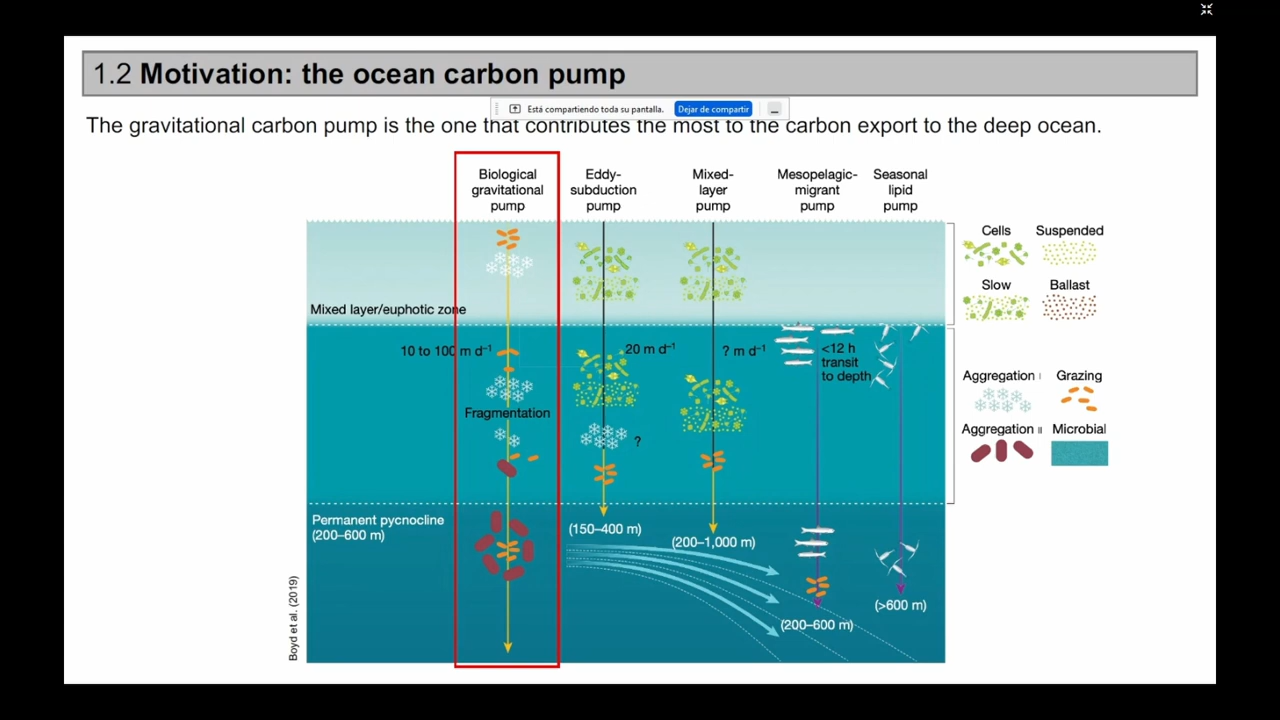 1.2 Motivation: the ocean carbon pump
Está compartiendo toda su pantalla. Dejar de compartir
The gravitational carbon pump is the one that contributes the most to the carbon export to the deep ocean.
Biological
gravitational
pump
Eddy-
subduction
pump
Mixed-
layer
pump
Mesopelagic-
migrant
pump
Seasonal
lipid
pump
Cells Suspended
Slow Ballast
Mixed layer/euphotic zone
10 to 100 m d⁻¹
20 m d⁻¹
? m d⁻¹
<12 h
transit
to depth
Aggregation I Grazing
Fragmentation
Aggregation II Microbial
?
Permanent pycnocline
(200–600 m)
(150–400 m)
(200–1,000 m)
(>600 m)
(200–600 m)
Boyd et al. (2019)